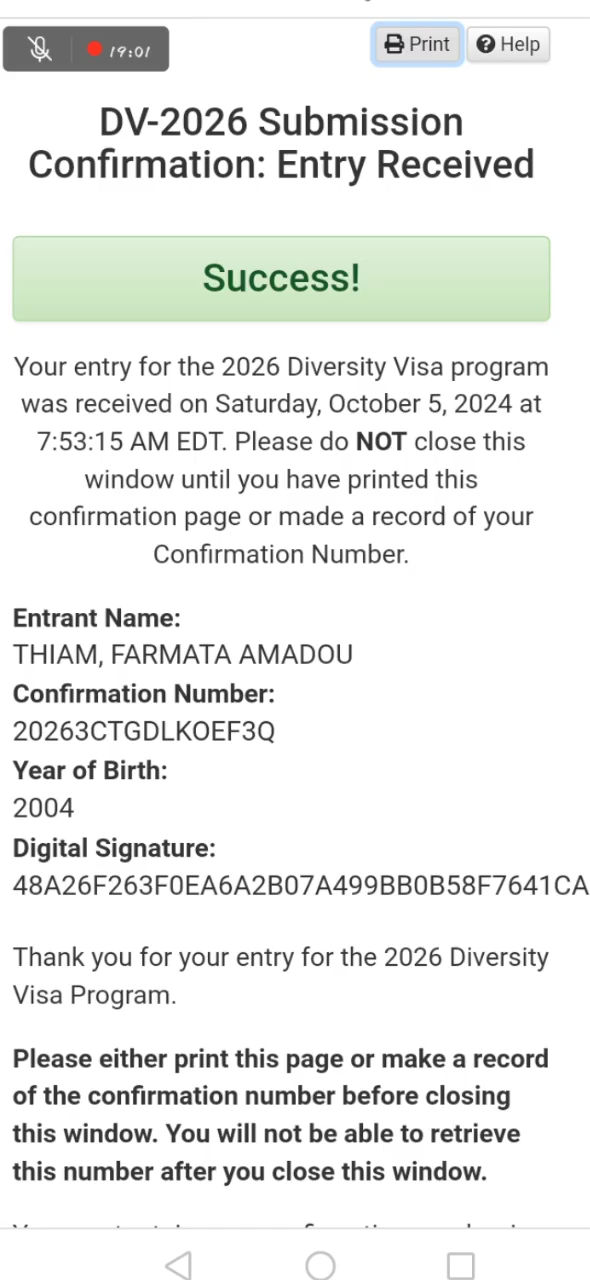 19:01
Print
Help
DV-2026 Submission
Confirmation: Entry Received
Success!
Your entry for the 2026 Diversity Visa program
was received on Saturday, October 5, 2024 at
7:53:15 AM EDT. Please do NOT close this
window until you have printed this
confirmation page or made a record of your
Confirmation Number.
Entrant Name:
THIAM, FARMATA AMADOU
Confirmation Number:
20263CTGDLKOEF3Q
Year of Birth:
2004
Digital Signature:
48A26F263F0EA6A2B07A499BB0B58F7641CA
Thank you for your entry for the 2026 Diversity
Visa Program.
Please either print this page or make a record
of the confirmation number before closing
this window. You will not be able to retrieve
this number after you close this window.